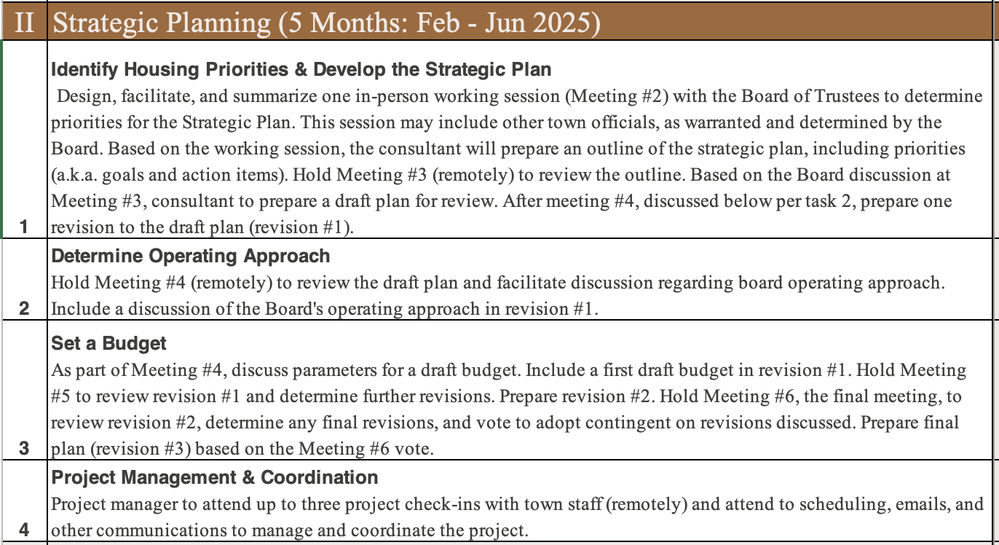 II Strategic Planning (5 Months: Feb - Jun 2025)
Identify Housing Priorities & Develop the Strategic Plan
Design, facilitate, and summarize one in-person working session (Meeting #2) with the Board of Trustees to determine
priorities for the Strategic Plan. This session may include other town officials, as warranted and determined by the
Board. Based on the working session, the consultant will prepare an outline of the strategic plan, including priorities
(a.k.a. goals and action items). Hold Meeting #3 (remotely) to review the outline. Based on the Board discussion at
Meeting #3, consultant to prepare a draft plan for review. After meeting #4, discussed below per task 2, prepare one
1 revision to the draft plan (revision #1).
Determine Operating Approach
Hold Meeting #4 (remotely) to review the draft plan and facilitate discussion regarding board operating approach.
2 Include a discussion of the Board's operating approach in revision #1.
Set a Budget
As part of Meeting #4, discuss parameters for a draft budget. Include a first draft budget in revision #1. Hold Meeting
#5 to review revision #1 and determine further revisions. Prepare revision #2. Hold Meeting #6, the final meeting, to
review revision #2, determine any final revisions, and vote to adopt contingent on revisions discussed. Prepare final
3 plan (revision #3) based on the Meeting #6 vote.
Project Management & Coordination
Project manager to attend up to three project check-ins with town staff (remotely) and attend to scheduling, emails, and
4 other communications to manage and coordinate the project.